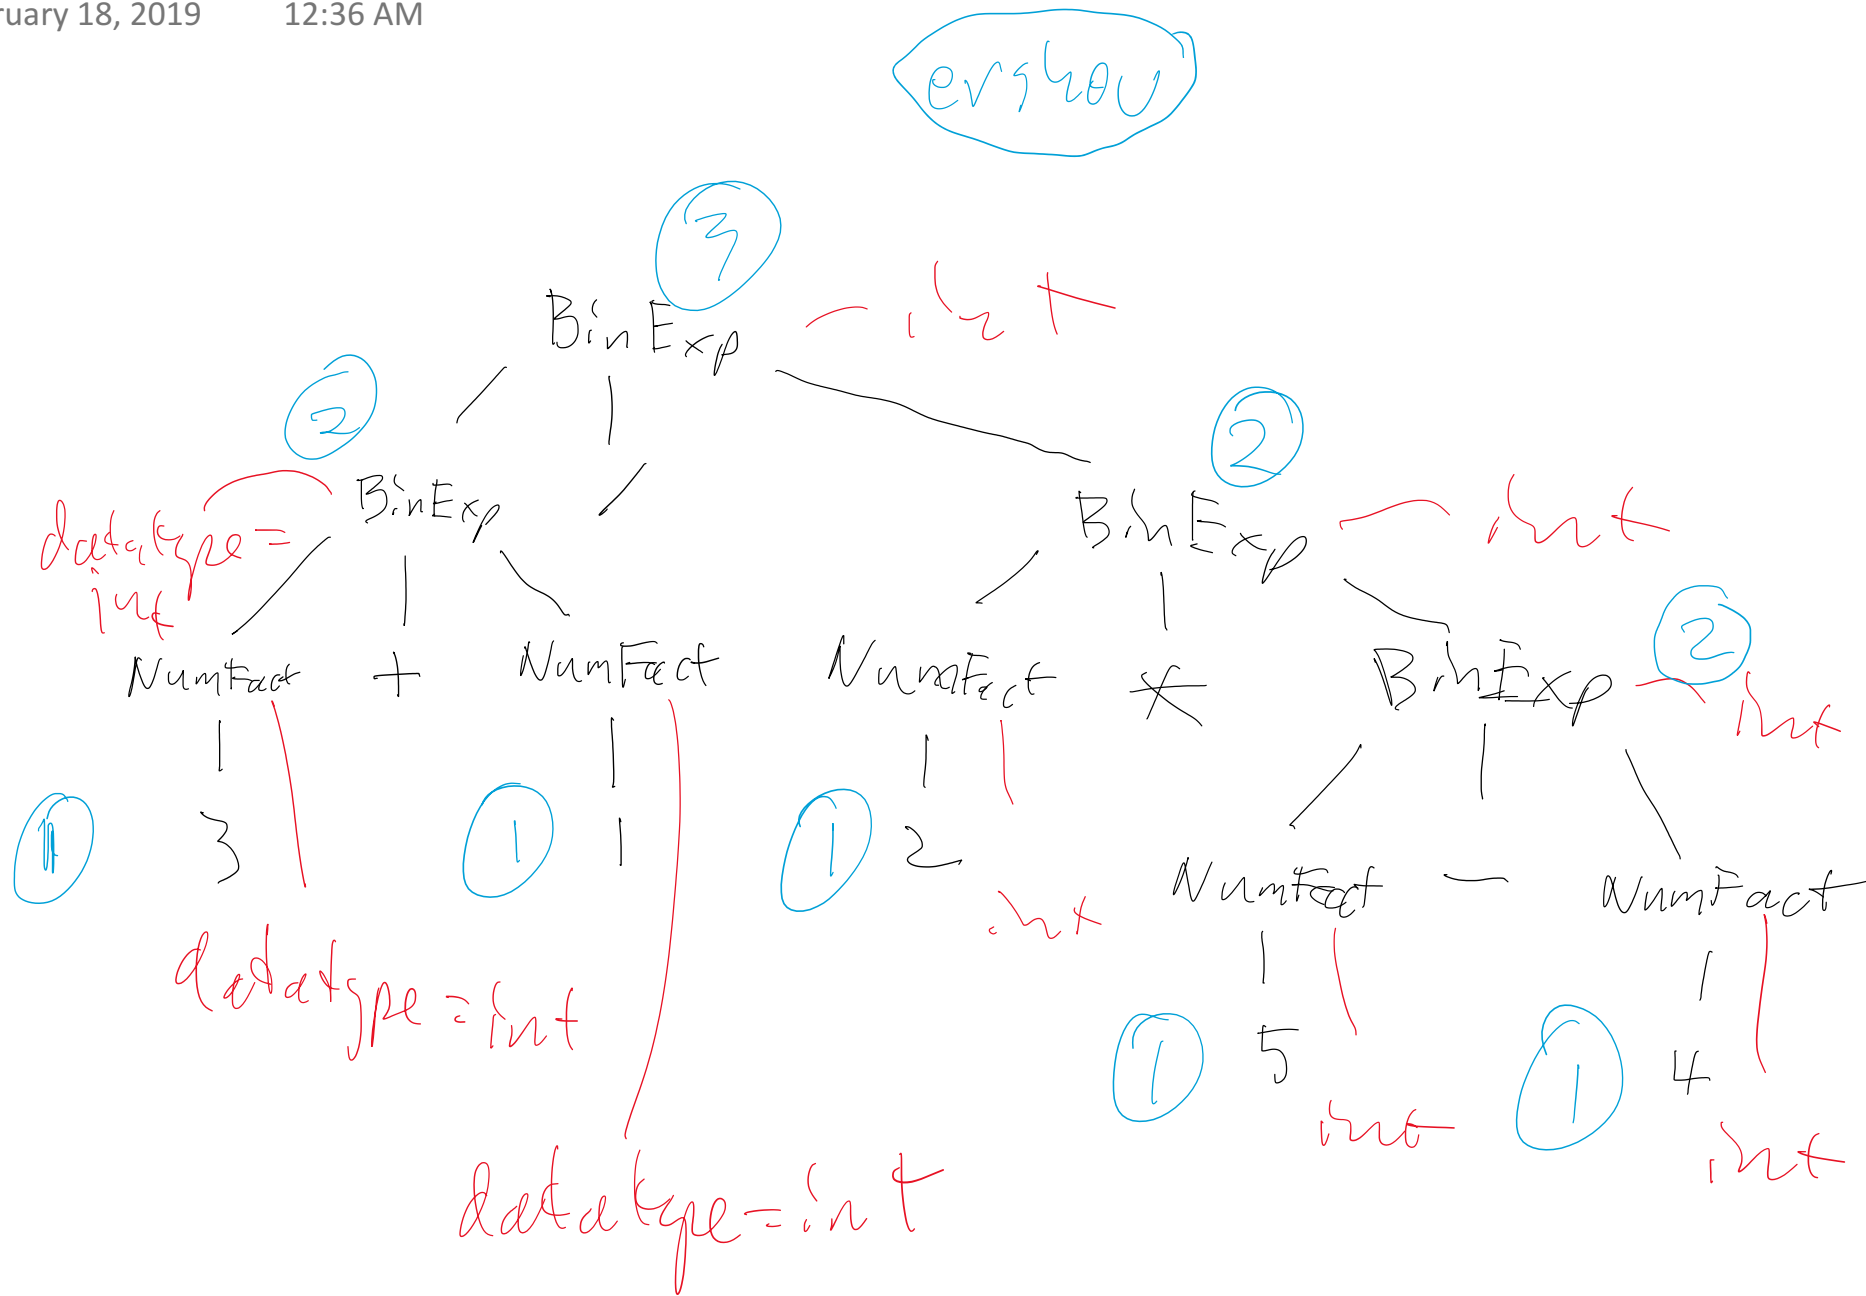 ruary 18, 2019 12:36 AM
ershov
3
BinExp int
2
2
BinExp / BinExp int
datatype =
int
2
NumFact + NumFact NumFact * BinExp int
1 3 1 1 1 2
NumFact - NumFact
int
datatype = int
1 5 1 4
int int
datatype = int